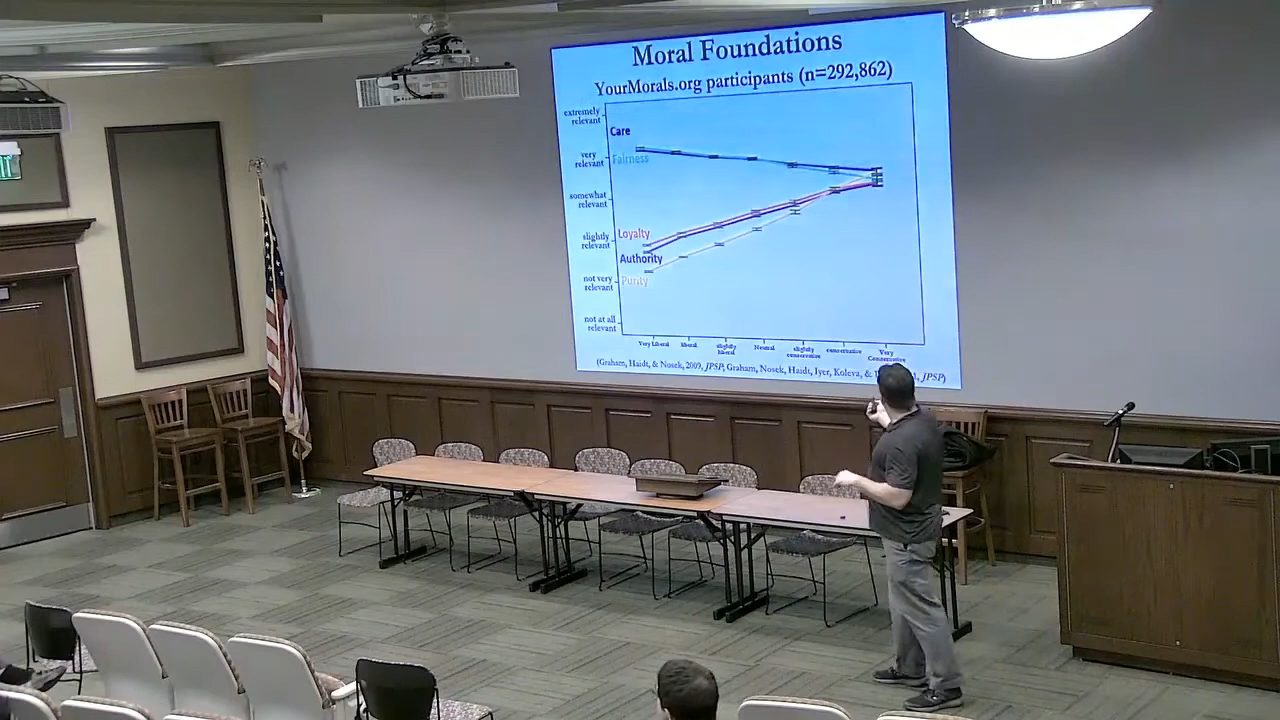 Moral Foundations
YourMorals.org participants (n=292,862)
extremely
relevant
Care
very
relevant
Fairness
somewhat
relevant
Loyalty
slightly
relevant
Authority
not very
relevant
Purity
not at all
relevant
Very Liberal
liberal
slightly
liberal
Neutral
slightly
conservative
conservative
Very
Conservative
(Graham, Haidt, & Nosek, 2009, JPSP; Graham, Nosek, Haidt, Iyer, Koleva, & JPSP)